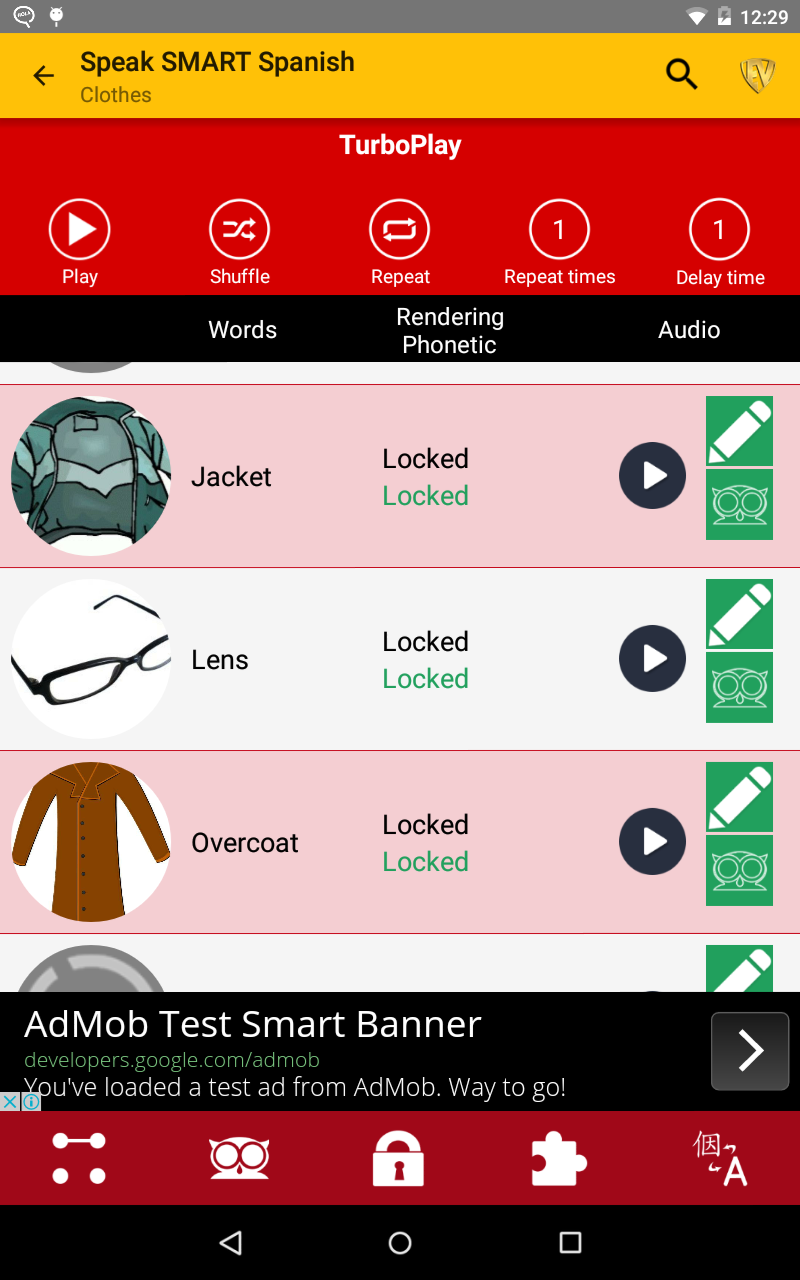 12:29
Speak SMART Spanish
Clothes
TurboPlay
Play
Shuffle
Repeat
1
Repeat times
1
Delay time
Words
Rendering
Phonetic
Audio
Jacket
Locked
Locked
Lens
Locked
Locked
Overcoat
Locked
Locked
AdMob Test Smart Banner
developers.google.com/admob
You've loaded a test ad from AdMob. Way to go!
個
A